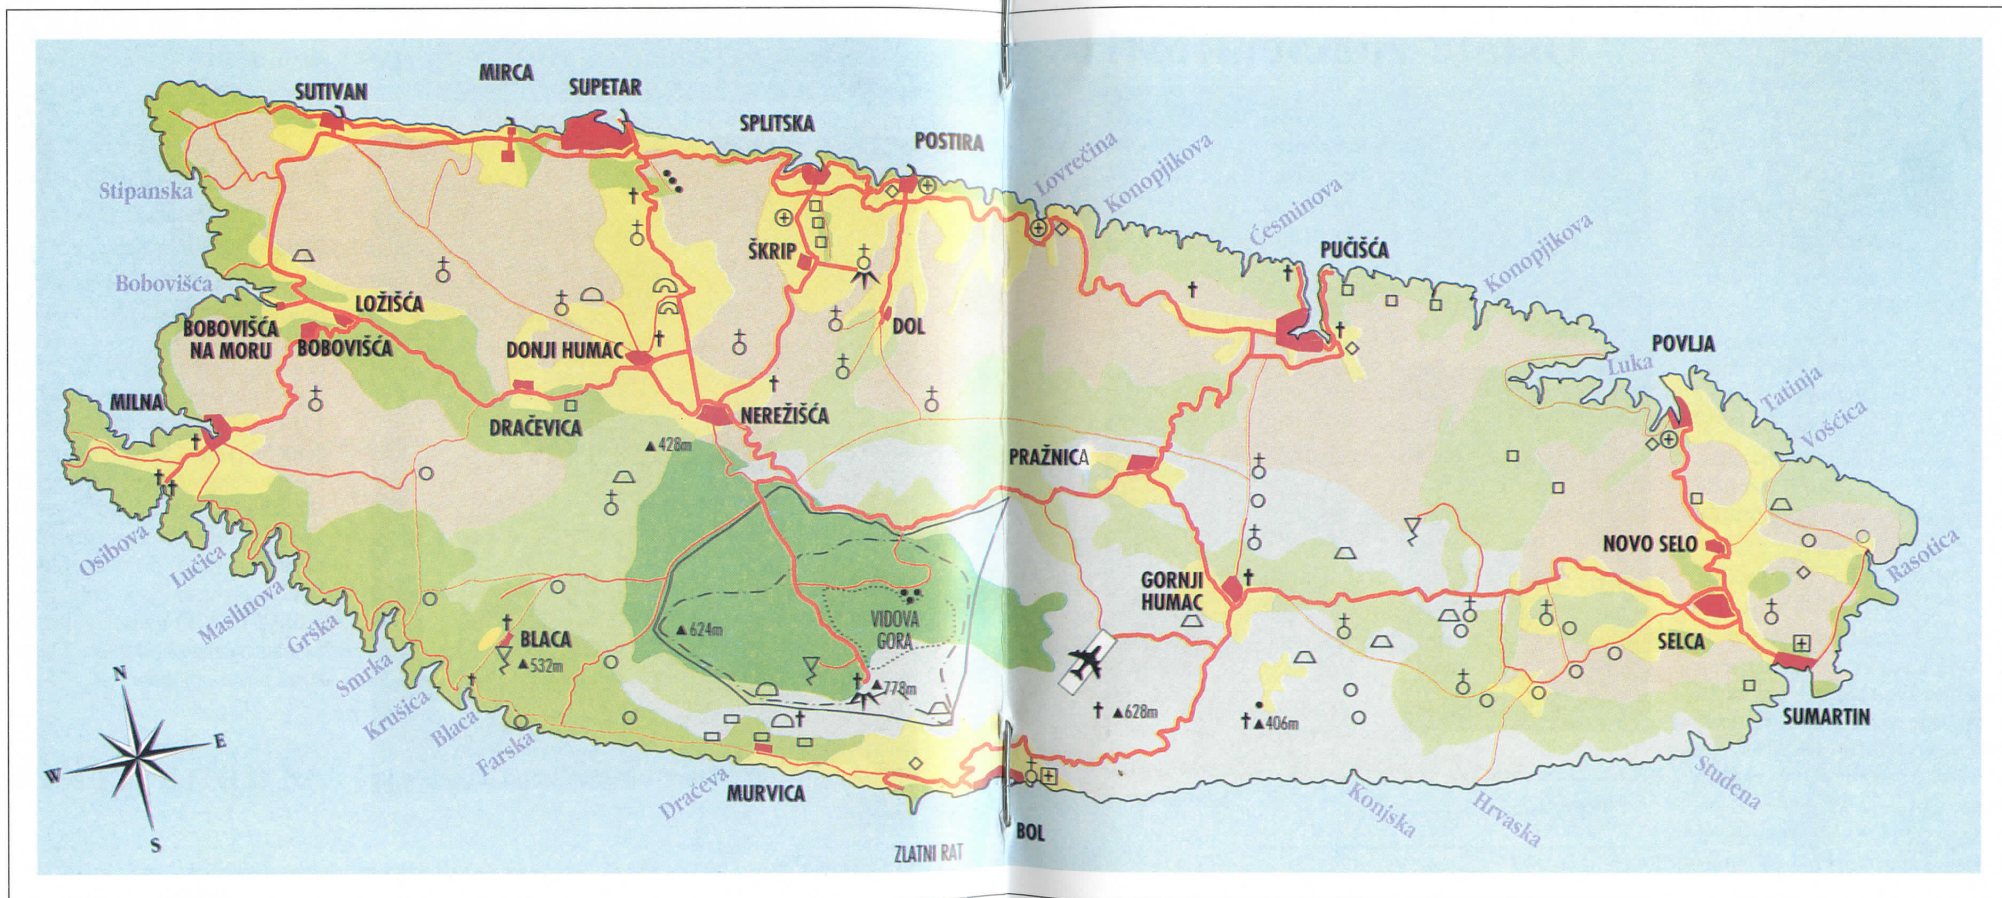 MIRCA
SUTIVAN
SUPETAR
SPLITSKA
POSTIRA
Lovrečina
Konopjikova
Stipanska
Ćesminova
ŠKRIP
PUČIŠĆA
Konopjikova
Bobovišća
LOŽIŠĆA
BOBOVIŠĆA
NA MORU
BOBOVIŠĆA
DONJI HUMAC
DOL
POVLJA
Luka
Tatinja
MILNA
DRAČEVICA
NEREŽIŠĆA
Vošćica
428m
PRAŽNICA
Osibova
Lučica
Maslinova
Grška
Smrka
Krušica
Blaca
Farska
BLACA
532m
624m
VIDOVA
GORA
778m
GORNJI
HUMAC
NOVO SELO
Rasotica
SELCA
628m
406m
SUMARTIN
Dračeva
MURVICA
ZLATNI RAT
BOL
Konjska
Hrvaska
Studena
N
E
W
S